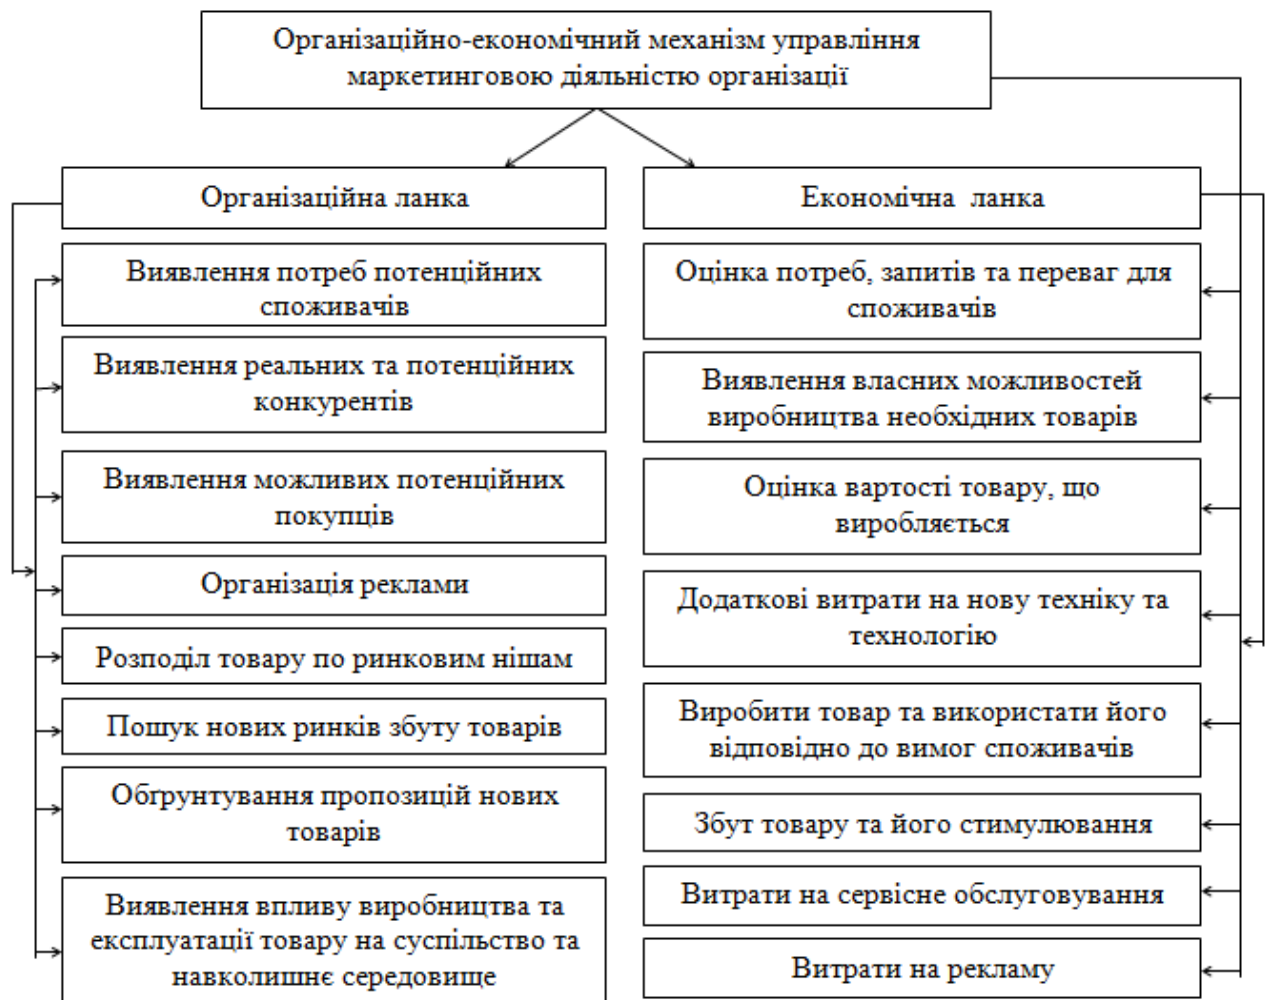 Організаційно-економічний механізм управління
маркетинговою діяльністю організації
Організаційна ланка
Виявлення потреб потенційних
споживачів
Виявлення реальних та потенційних
конкурентів
Виявлення можливих потенційних
покупців
Організація реклами
Розподіл товару по ринковим нішам
Пошук нових ринків збуту товарів
Обґрунтування пропозицій нових
товарів
Виявлення впливу виробництва та
експлуатації товару на суспільство та
навколишнє середовище
Економічна ланка
Оцінка потреб, запитів та переваг для
споживачів
Виявлення власних можливостей
виробництва необхідних товарів
Оцінка вартості товару, що
виробляється
Додаткові витрати на нову техніку та
технологію
Виробити товар та використати його
відповідно до вимог споживачів
Збут товару та його стимулювання
Витрати на сервісне обслуговування
Витрати на рекламу